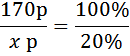 170p/x p = 100%/20%